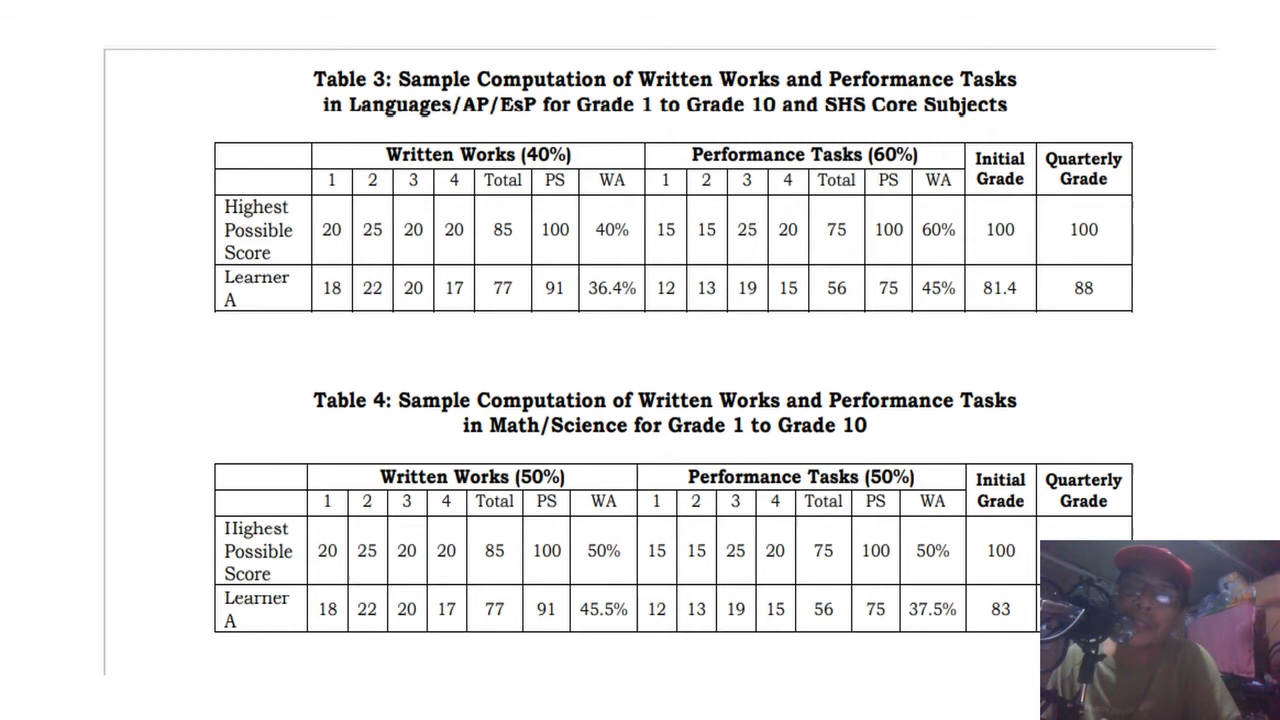 Table 3: Sample Computation of Written Works and Performance Tasks
in Languages/AP/EsP for Grade 1 to Grade 10 and SHS Core Subjects
Written Works (40%) Performance Tasks (60%) Initial Grade Quarterly Grade
1 2 3 4 Total PS WA 1 2 3 4 Total PS WA
Highest Possible Score 20 25 20 20 85 100 40% 15 15 25 20 75 100 60% 100 100
Learner A 18 22 20 17 77 91 36.4% 12 13 19 15 56 75 45% 81.4 88
Table 4: Sample Computation of Written Works and Performance Tasks
in Math/Science for Grade 1 to Grade 10
Written Works (50%) Performance Tasks (50%) Initial Grade Quarterly Grade
1 2 3 4 Total PS WA 1 2 3 4 Total PS WA
Highest Possible Score 20 25 20 20 85 100 50% 15 15 25 20 75 100 50% 100
Learner A 18 22 20 17 77 91 45.5% 12 13 19 15 56 75 37.5% 83